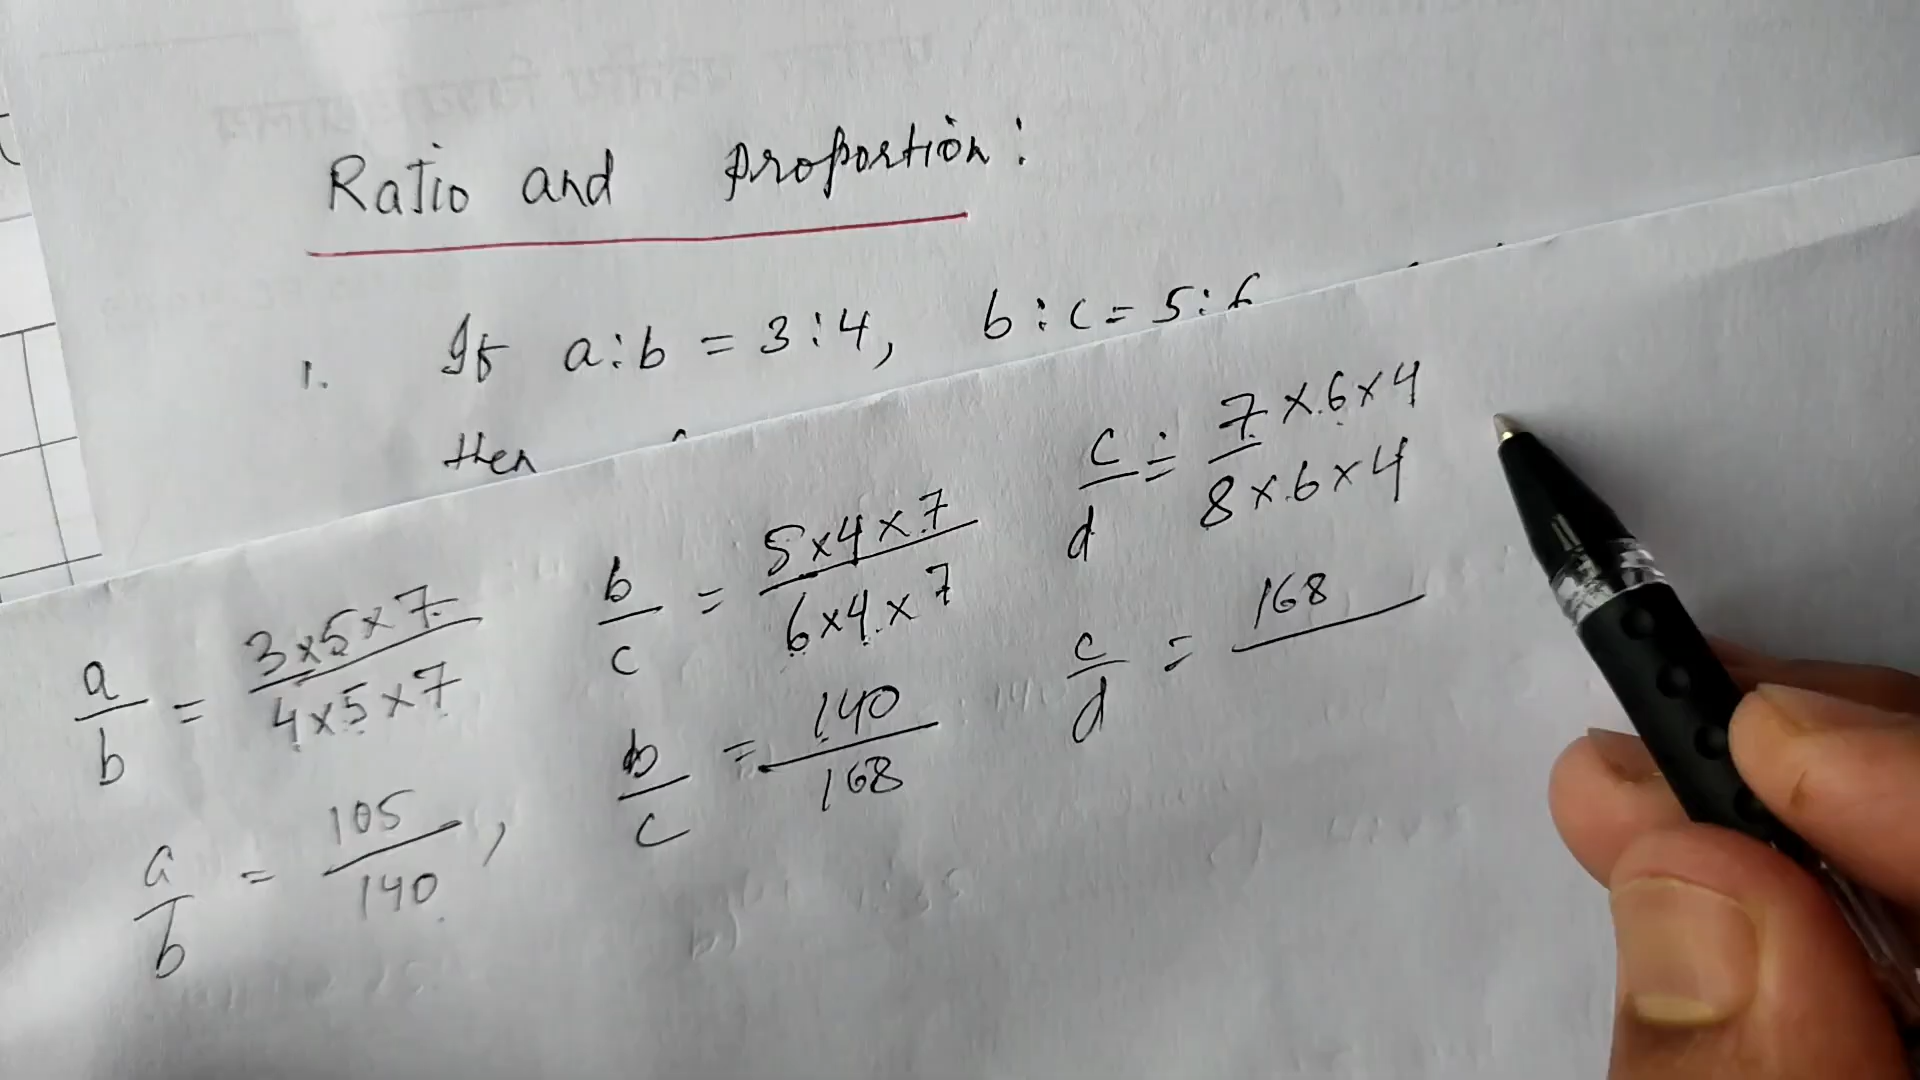 Ratio and proportion:
1. If a:b = 3:4, b:c = 5:6
then
a/b = 3×5×7/4×5×7
b/c = 5×4×7/6×4×7
c/d = 7×6×4/8×6×4
a/b = 105/140,
b/c = 140/168
c/d = 168/